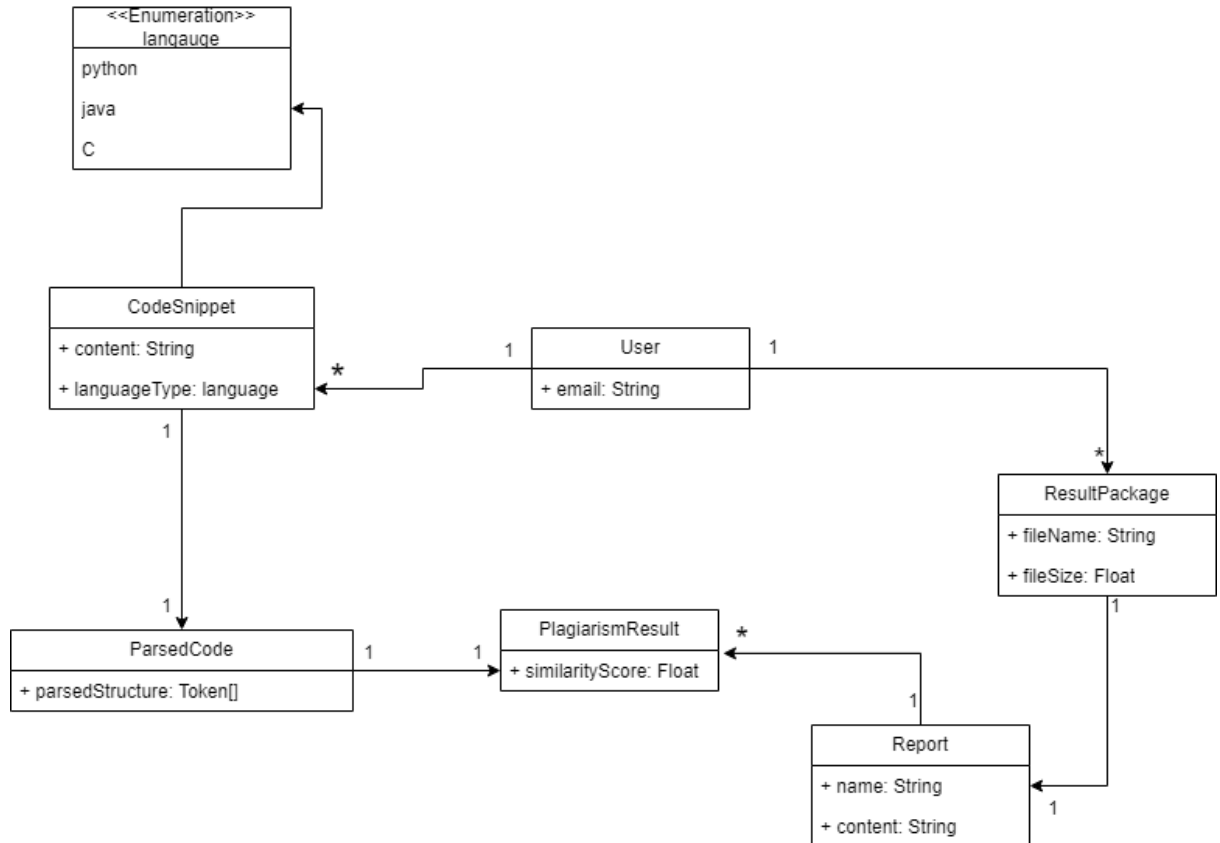 <<Enumeration>>
langauge
python
java
C
CodeSnippet
+ content: String
+ languageType: language
*
1
User
1
+ email: String
1
*
ResultPackage
+ fileName: String
+ fileSize: Float
1
1
ParsedCode
+ parsedStructure: Token[]
1
1
PlagiarismResult
+ similarityScore: Float
*
1
Report
+ name: String
+ content: String
1